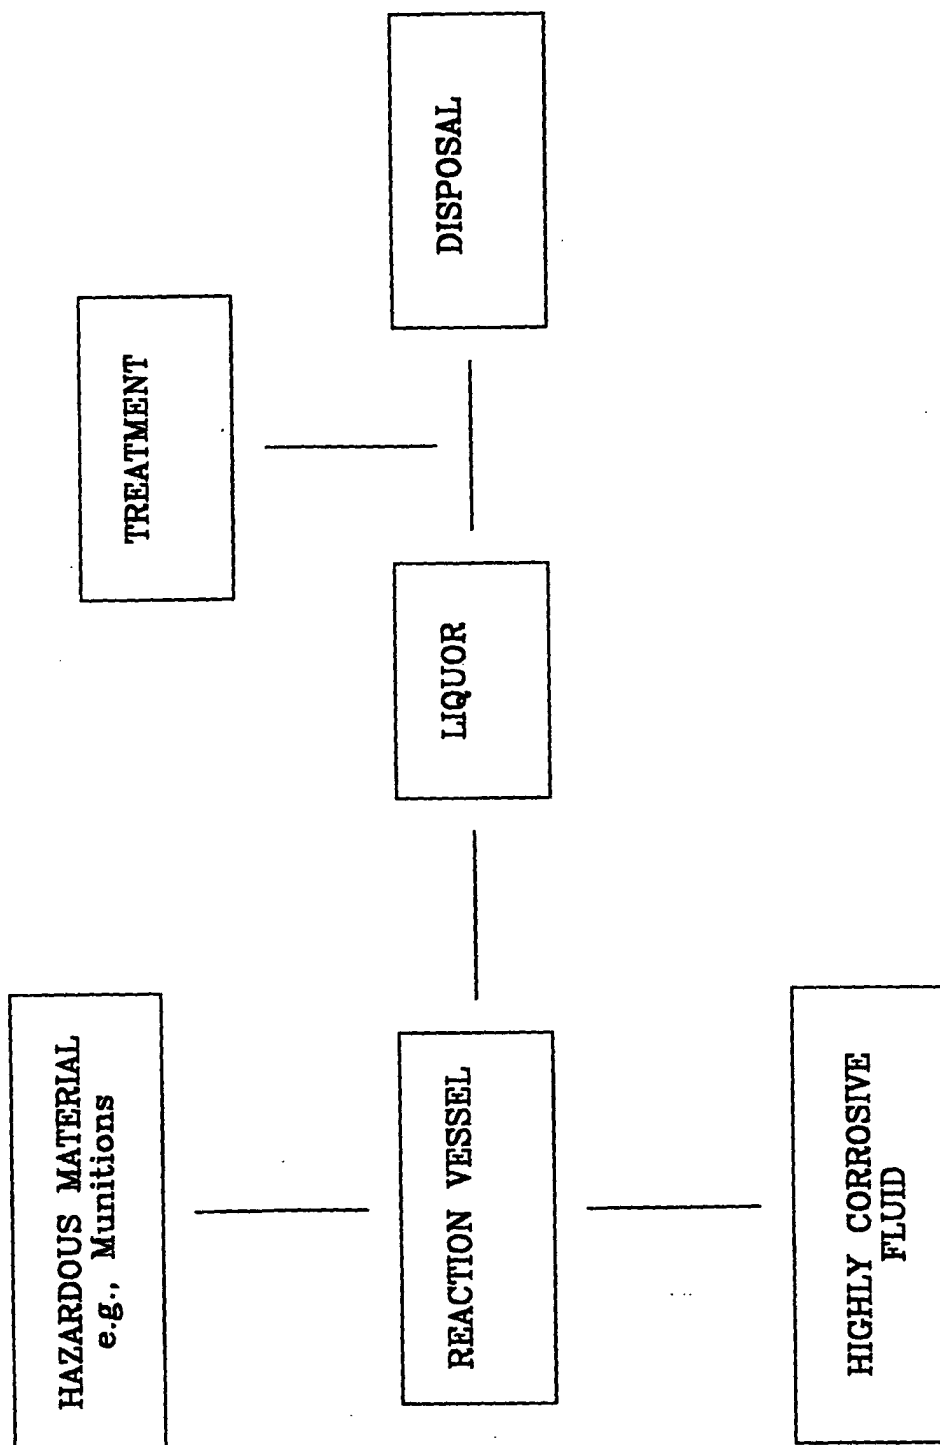 HAZARDOUS MATERIAL
e.g., Munitions
REACTION VESSEL
HIGHLY CORROSIVE
FLUID
LIQUOR
TREATMENT
DISPOSAL